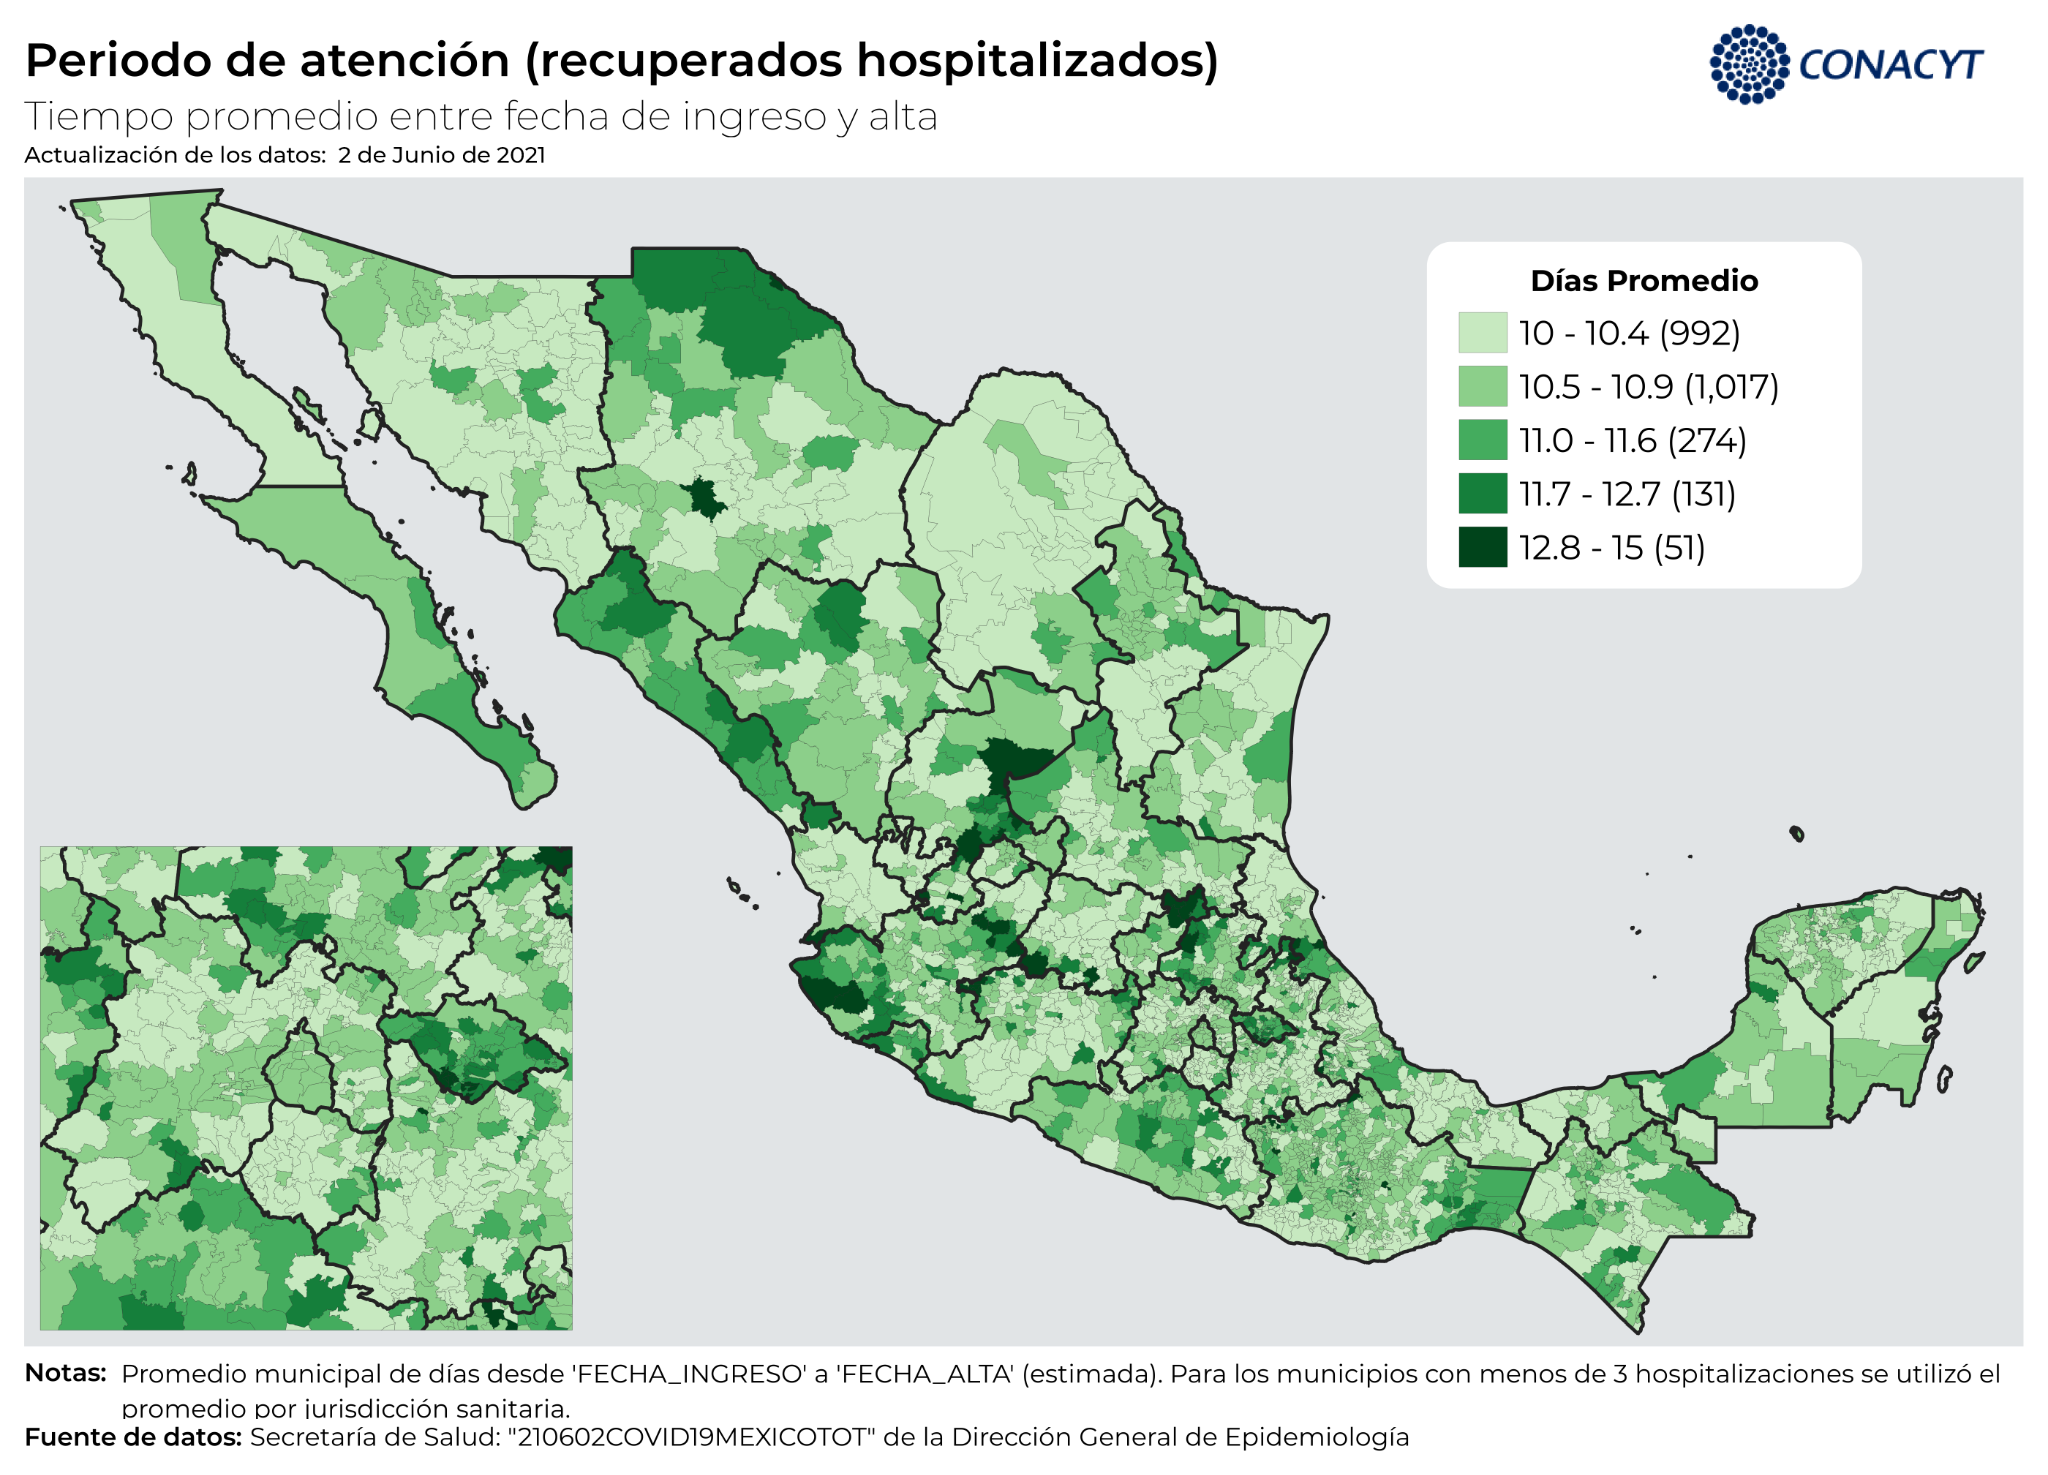 Periodo de atención (recuperados hospitalizados)
CONACYT
Tiempo promedio entre fecha de ingreso y alta
Actualización de los datos: 2 de Junio de 2021
Días Promedio
10 - 10.4 (992)
10.5 - 10.9 (1,017)
11.0 - 11.6 (274)
11.7 - 12.7 (131)
12.8 - 15 (51)
Notas: Promedio municipal de días desde 'FECHA_INGRESO' a 'FECHA_ALTA' (estimada). Para los municipios con menos de 3 hospitalizaciones se utilizó el
promedio por jurisdicción sanitaria.
Fuente de datos: Secretaría de Salud: "210602COVID19MEXICOTOT" de la Dirección General de Epidemiología